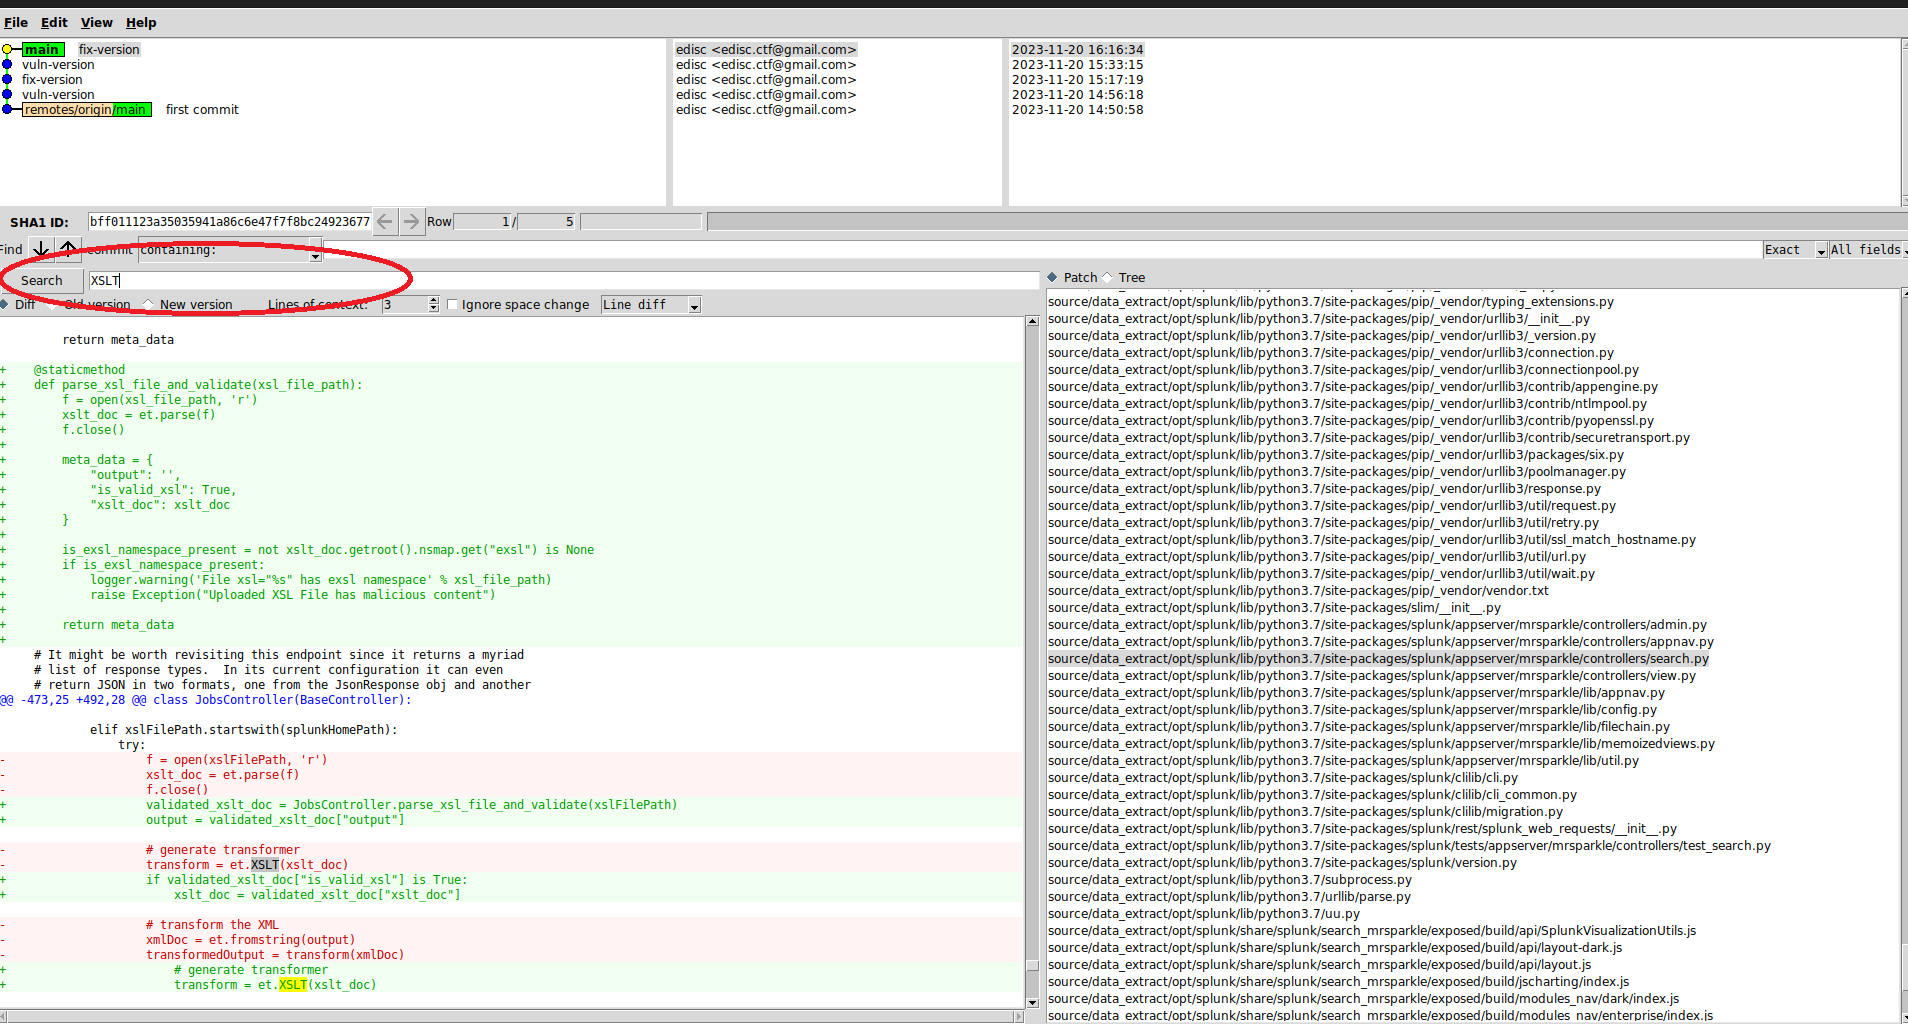 File Edit View Help
main fix-version edisc <edisc.ctf@gmail.com> 2023-11-20 16:16:34
vuln-version edisc <edisc.ctf@gmail.com> 2023-11-20 15:33:15
fix-version edisc <edisc.ctf@gmail.com> 2023-11-20 15:17:19
vuln-version edisc <edisc.ctf@gmail.com> 2023-11-20 14:56:18
remotes/origin/main first commit edisc <edisc.ctf@gmail.com> 2023-11-20 14:50:58
SHA1 ID: bff011123a35035941a86c6e47f7f8bc24923677 Row 1 / 5
Find commit containing: Exact All fields
Search XSLT
Diff Old version New version Lines of context: 3 Ignore space change Line diff
return meta_data
+ @staticmethod
+ def parse_xsl_file_and_validate(xsl_file_path):
+ f = open(xsl_file_path, 'r')
+ xslt_doc = et.parse(f)
+ f.close()
+
+ meta_data = {
+ "output": '',
+ "is_valid_xsl": True,
+ "xslt_doc": xslt_doc
+ }
+
+ is_exsl_namespace_present = not xslt_doc.getroot().nsmap.get("exsl") is None
+ if is_exsl_namespace_present:
+ logger.warning('File xsl="%s" has exsl namespace' % xsl_file_path)
+ raise Exception("Uploaded XSL File has malicious content")
+
+ return meta_data
+
# It might be worth revisiting this endpoint since it returns a myriad
# list of response types. In its current configuration it can even
# return JSON in two formats, one from the JsonResponse obj and another
@@ -473,25 +492,28 @@ class JobsController(BaseController):
elif xslFilePath.startswith(splunkHomePath):
try:
- f = open(xslFilePath, 'r')
- xslt_doc = et.parse(f)
- f.close()
+ validated_xslt_doc = JobsController.parse_xsl_file_and_validate(xslFilePath)
+ output = validated_xslt_doc["output"]
- # generate transformer
- transform = et.XSLT(xslt_doc)
+ if validated_xslt_doc["is_valid_xsl"] is True:
+ xslt_doc = validated_xslt_doc["xslt_doc"]
- # transform the XML
- xmlDoc = et.fromstring(output)
- transformedOutput = transform(xmlDoc)
+ # generate transformer
+ transform = et.XSLT(xslt_doc)
Patch Tree
source/data_extract/opt/splunk/lib/python3.7/site-packages/pip/_vendor/typing_extensions.py
source/data_extract/opt/splunk/lib/python3.7/site-packages/pip/_vendor/urllib3/__init__.py
source/data_extract/opt/splunk/lib/python3.7/site-packages/pip/_vendor/urllib3/_version.py
source/data_extract/opt/splunk/lib/python3.7/site-packages/pip/_vendor/urllib3/connection.py
source/data_extract/opt/splunk/lib/python3.7/site-packages/pip/_vendor/urllib3/connectionpool.py
source/data_extract/opt/splunk/lib/python3.7/site-packages/pip/_vendor/urllib3/contrib/appengine.py
source/data_extract/opt/splunk/lib/python3.7/site-packages/pip/_vendor/urllib3/contrib/ntlmpool.py
source/data_extract/opt/splunk/lib/python3.7/site-packages/pip/_vendor/urllib3/contrib/pyopenssl.py
source/data_extract/opt/splunk/lib/python3.7/site-packages/pip/_vendor/urllib3/contrib/securetransport.py
source/data_extract/opt/splunk/lib/python3.7/site-packages/pip/_vendor/urllib3/packages/six.py
source/data_extract/opt/splunk/lib/python3.7/site-packages/pip/_vendor/urllib3/poolmanager.py
source/data_extract/opt/splunk/lib/python3.7/site-packages/pip/_vendor/urllib3/response.py
source/data_extract/opt/splunk/lib/python3.7/site-packages/pip/_vendor/urllib3/util/request.py
source/data_extract/opt/splunk/lib/python3.7/site-packages/pip/_vendor/urllib3/util/retry.py
source/data_extract/opt/splunk/lib/python3.7/site-packages/pip/_vendor/urllib3/util/ssl_match_hostname.py
source/data_extract/opt/splunk/lib/python3.7/site-packages/pip/_vendor/urllib3/util/url.py
source/data_extract/opt/splunk/lib/python3.7/site-packages/pip/_vendor/urllib3/util/wait.py
source/data_extract/opt/splunk/lib/python3.7/site-packages/pip/_vendor/vendor.txt
source/data_extract/opt/splunk/lib/python3.7/site-packages/slim/__init__.py
source/data_extract/opt/splunk/lib/python3.7/site-packages/splunk/appserver/mrsparkle/controllers/admin.py
source/data_extract/opt/splunk/lib/python3.7/site-packages/splunk/appserver/mrsparkle/controllers/appnav.py
source/data_extract/opt/splunk/lib/python3.7/site-packages/splunk/appserver/mrsparkle/controllers/search.py
source/data_extract/opt/splunk/lib/python3.7/site-packages/splunk/appserver/mrsparkle/controllers/view.py
source/data_extract/opt/splunk/lib/python3.7/site-packages/splunk/appserver/mrsparkle/lib/appnav.py
source/data_extract/opt/splunk/lib/python3.7/site-packages/splunk/appserver/mrsparkle/lib/config.py
source/data_extract/opt/splunk/lib/python3.7/site-packages/splunk/appserver/mrsparkle/lib/filechain.py
source/data_extract/opt/splunk/lib/python3.7/site-packages/splunk/appserver/mrsparkle/lib/memoizedviews.py
source/data_extract/opt/splunk/lib/python3.7/site-packages/splunk/appserver/mrsparkle/lib/util.py
source/data_extract/opt/splunk/lib/python3.7/site-packages/splunk/clilib/cli.py
source/data_extract/opt/splunk/lib/python3.7/site-packages/splunk/clilib/cli_common.py
source/data_extract/opt/splunk/lib/python3.7/site-packages/splunk/clilib/migration.py
source/data_extract/opt/splunk/lib/python3.7/site-packages/splunk/rest/splunk_web_requests/__init__.py
source/data_extract/opt/splunk/lib/python3.7/site-packages/splunk/tests/appserver/mrsparkle/controllers/test_search.py
source/data_extract/opt/splunk/lib/python3.7/site-packages/splunk/version.py
source/data_extract/opt/splunk/lib/python3.7/subprocess.py
source/data_extract/opt/splunk/lib/python3.7/urllib/parse.py
source/data_extract/opt/splunk/lib/python3.7/uu.py
source/data_extract/opt/splunk/share/splunk/search_mrsparkle/exposed/build/api/SplunkVisualizationUtils.js
source/data_extract/opt/splunk/share/splunk/search_mrsparkle/exposed/build/api/layout-dark.js
source/data_extract/opt/splunk/share/splunk/search_mrsparkle/exposed/build/api/layout.js
source/data_extract/opt/splunk/share/splunk/search_mrsparkle/exposed/build/jscharting/index.js
source/data_extract/opt/splunk/share/splunk/search_mrsparkle/exposed/build/modules_nav/dark/index.js
source/data_extract/opt/splunk/share/splunk/search_mrsparkle/exposed/build/modules_nav/enterprise/index.js